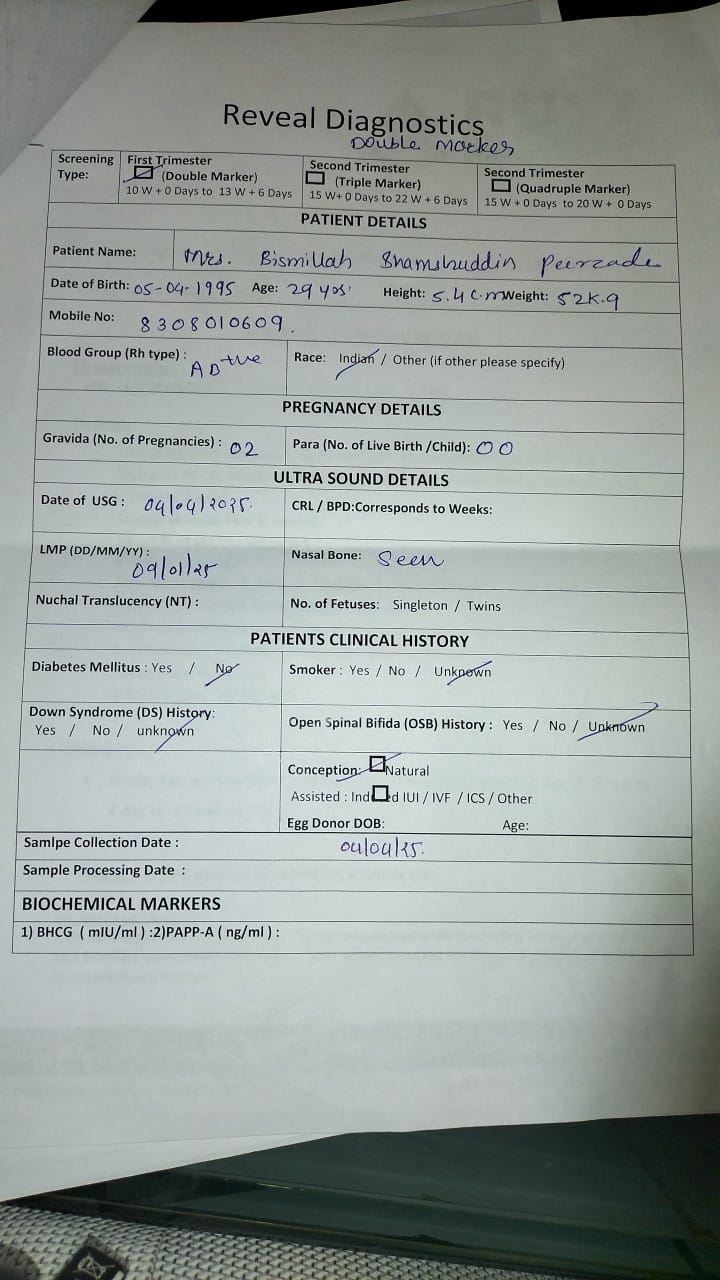 Reveal Diagnostics
Double Marker
Screening Type: First Trimester (Double Marker) 10 W + 0 Days to 13 W + 6 Days
Second Trimester (Triple Marker) 15 W+ 0 Days to 22 W + 6 Days
Second Trimester (Quadruple Marker) 15 W + 0 Days to 20 W + 0 Days
PATIENT DETAILS
Patient Name: Mrs. Bismillah Shamshuddin Peerzade
Date of Birth: 05-04-1995 Age: 29 yrs Height: 5.4 c.m Weight: 52K.g
Mobile No: 8308010609.
Blood Group (Rh type) : +ve Race: Indian / Other (if other please specify)
PREGNANCY DETAILS
Gravida (No. of Pregnancies) : 02 Para (No. of Live Birth /Child): 00
ULTRA SOUND DETAILS
Date of USG : 04/04/2025. CRL / BPD:Corresponds to Weeks:
LMP (DD/MM/YY) : 09/01/25 Nasal Bone: Seen
Nuchal Translucency (NT) : No. of Fetuses: Singleton / Twins
PATIENTS CLINICAL HISTORY
Diabetes Mellitus : Yes / No Smoker : Yes / No / Unknown
Down Syndrome (DS) History: Yes / No / unknown Open Spinal Bifida (OSB) History : Yes / No / Unknown
Conception: Natural
Assisted : Ind d IUI / IVF / ICS / Other
Egg Donor DOB: Age:
Samlpe Collection Date : 04/04/25.
Sample Processing Date :
BIOCHEMICAL MARKERS
1) BHCG ( mIU/ml ) :2)PAPP-A ( ng/ml ) :